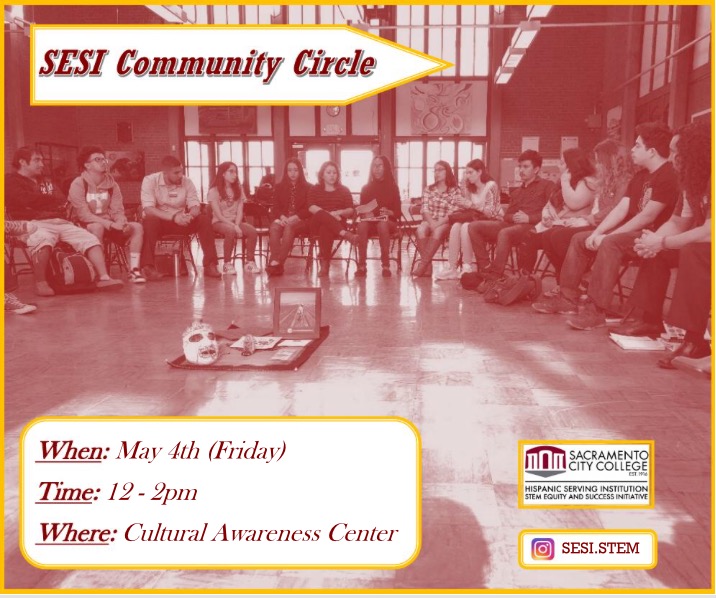 SESI Community Circle
When: May 4th (Friday)
Time: 12 - 2pm
Where: Cultural Awareness Center
SACRAMENTO
CITY COLLEGE
EST. 1916
HISPANIC SERVING INSTITUTION
STEM EQUITY AND SUCCESS INITIATIVE
SESI.STEM